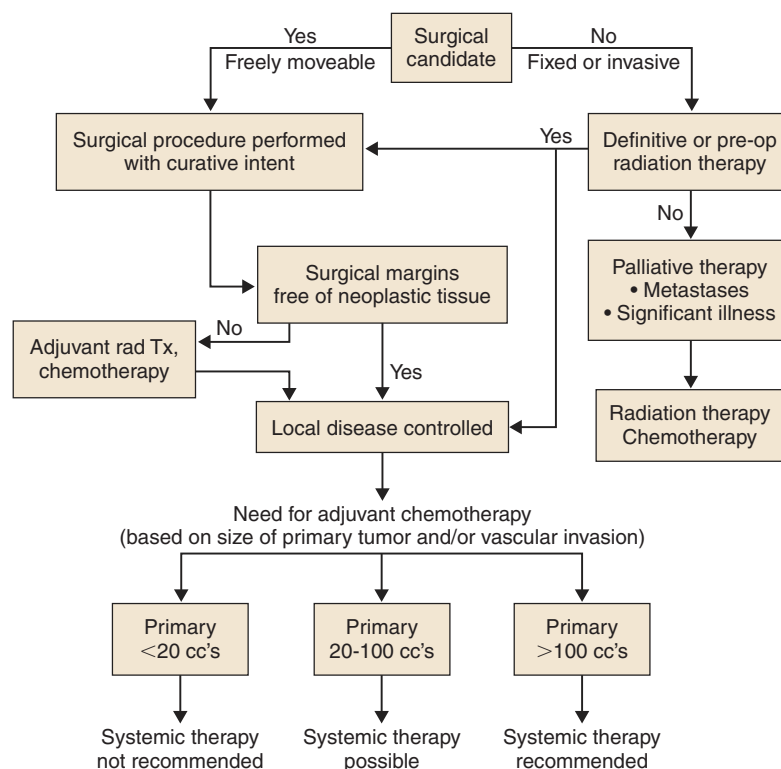 Surgical
candidate
Yes
Freely moveable
No
Fixed or invasive
Surgical procedure performed
with curative intent
Yes
Definitive or pre-op
radiation therapy
No
Surgical margins
free of neoplastic tissue
Palliative therapy
• Metastases
• Significant illness
No
Adjuvant rad Tx,
chemotherapy
Yes
Radiation therapy
Chemotherapy
Local disease controlled
Need for adjuvant chemotherapy
(based on size of primary tumor and/or vascular invasion)
Primary
<20 cc's
Primary
20-100 cc's
Primary
>100 cc's
Systemic therapy
not recommended
Systemic therapy
possible
Systemic therapy
recommended